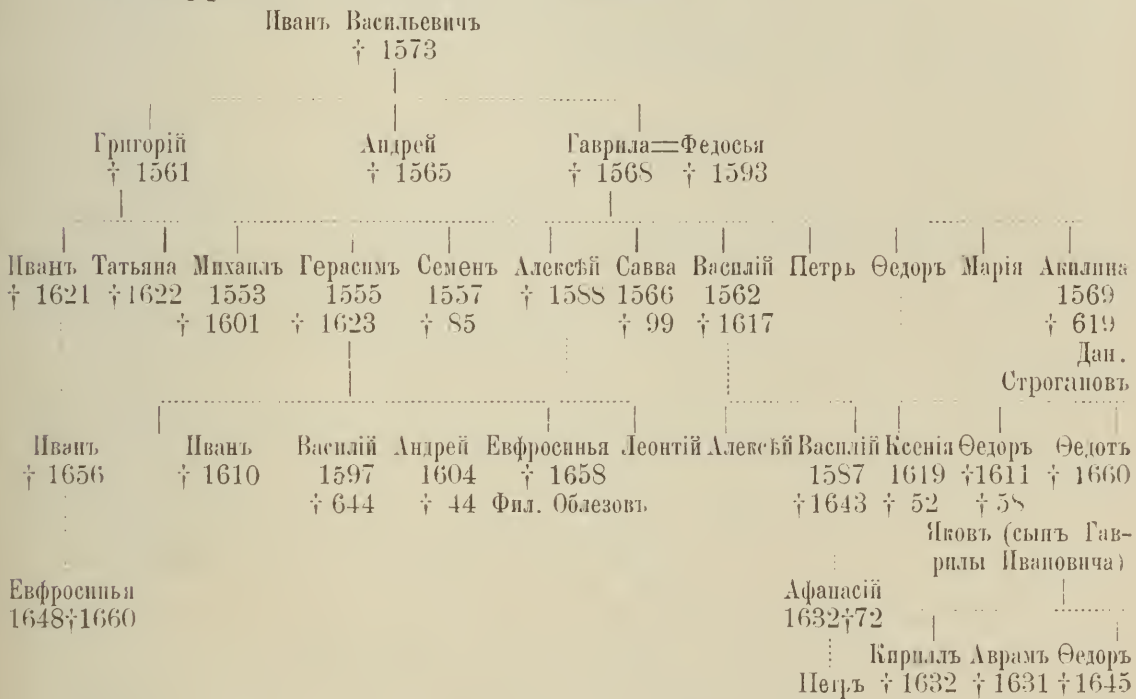 Иванъ Васильевичъ
† 1573
Григорій Андрей Гаврила=Федосья
† 1561 † 1565 † 1568 † 1593
Иванъ Татьяна Михаилъ Герасимъ Семенъ Алексѣй Савва Василій Петръ Ѳедоръ Марія Акилина
† 1621 †1622 1553 1555 1557 † 1588 1566 1562 1569
† 1601 † 1623 † 85 † 99 † 1617 † 619
Дан.
Строгановъ
Иванъ Иванъ Василій Андрей Евфросинья Леонтій Алексѣй Василій Ксенія Ѳедоръ Ѳедотъ
† 1656 † 1610 1597 1604 † 1658 1587 1619 †1611 † 1660
† 644 † 44 Фил. Облезовъ †1643 † 52 † 58
Яковъ (сынъ Гав-
рилы Ивановича)
Евфросинья Афанасій
1648†1660 1632†72
Кириллъ Аврамъ Ѳедоръ
Петръ † 1632 † 1631 †1645